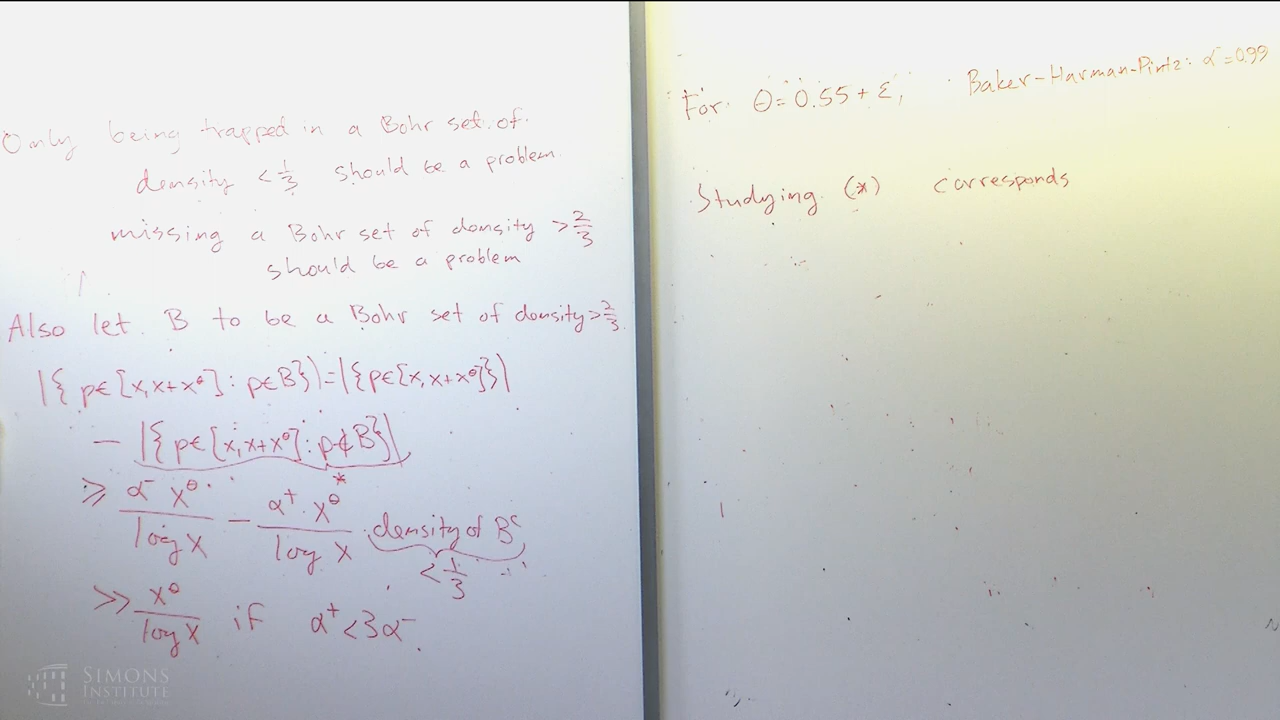 Only being trapped in a Bohr set of
density < 1/3 should be a problem.
missing a Bohr set of density > 2/3
should be a problem
Also let B to be a Bohr set of density > 2/3.
|{p∈[x,x+x^θ]: p∈B}| = |{p∈[x,x+x^θ]}|
− |{p∈[x,x+x^θ]: p∉B}|
*
≥ α⁻ x^θ / log x − α⁺ · x^θ / log x · density of B^c
< 1/3
>> x^θ / log x if α⁺ < 3α⁻.
SIMONS
INSTITUTE
For θ = 0.55 + ε, Baker-Harman-Pintz: α⁻ = 0.99
Studying (*) corresponds